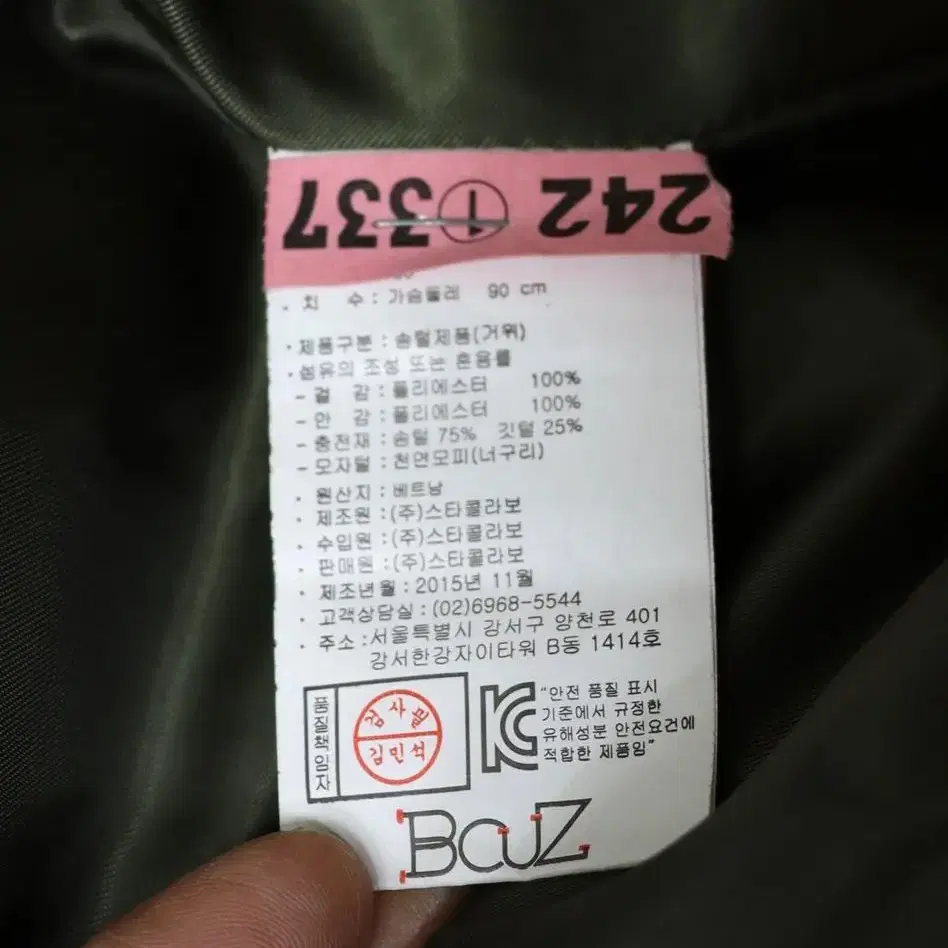 242 ① 337
· 치 수 : 가슴둘레 90 cm
· 제품구분 : 솜털제품(거위)
· 섬유의 조성 또는 혼용률
- 겉 감 : 폴리에스터 100%
- 안 감 : 폴리에스터 100%
- 충전재 : 솜털 75% 깃털 25%
- 모자털 : 천연모피(너구리)
· 원산지 : 베트남
· 제조원 : (주)스타콜라보
· 수입원 : (주)스타콜라보
· 판매원 : (주)스타콜라보
· 제조년월 : 2015년 11월
· 고객상담실 : (02)6968-5544
· 주소 : 서울특별시 강서구 양천로 401
강서한강자이타워 B동 1414호
품질책임자
검사필
김민석
KC
"안전 품질 표시
기준에서 규정한
유해성분 안전요건에
적합한 제품임"
BCUZ